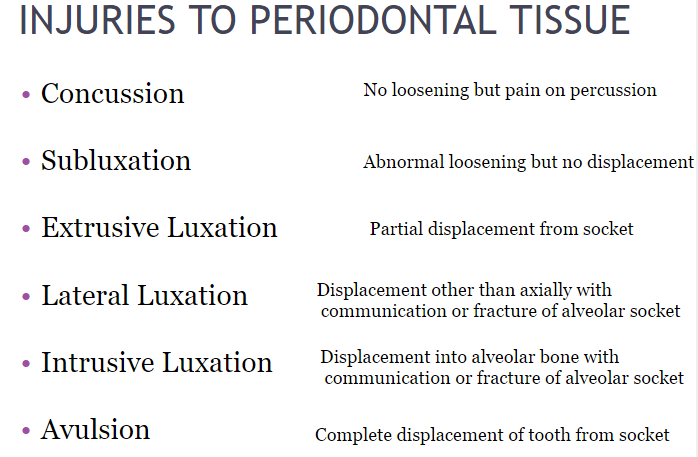 INJURIES TO PERIODONTAL TISSUE
• Concussion No loosening but pain on percussion
• Subluxation Abnormal loosening but no displacement
• Extrusive Luxation Partial displacement from socket
• Lateral Luxation Displacement other than axially with
communication or fracture of alveolar socket
• Intrusive Luxation Displacement into alveolar bone with
communication or fracture of alveolar socket
• Avulsion Complete displacement of tooth from socket